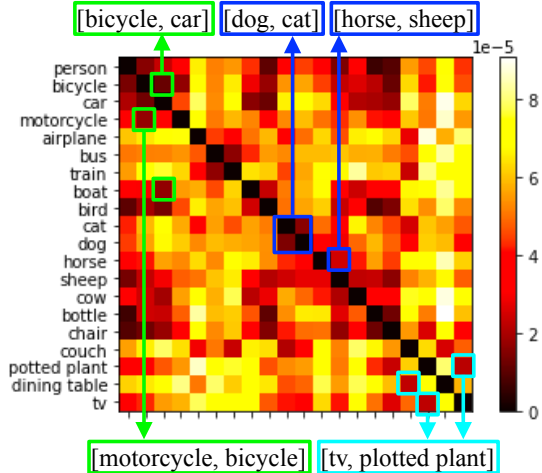 [bicycle, car] [dog, cat] [horse, sheep]
1e-5
person
bicycle
car
motorcycle
airplane
bus
train
boat
bird
cat
dog
horse
sheep
cow
bottle
chair
couch
potted plant
dining table
tv
8
6
4
2
0
[motorcycle, bicycle] [tv, plotted plant]